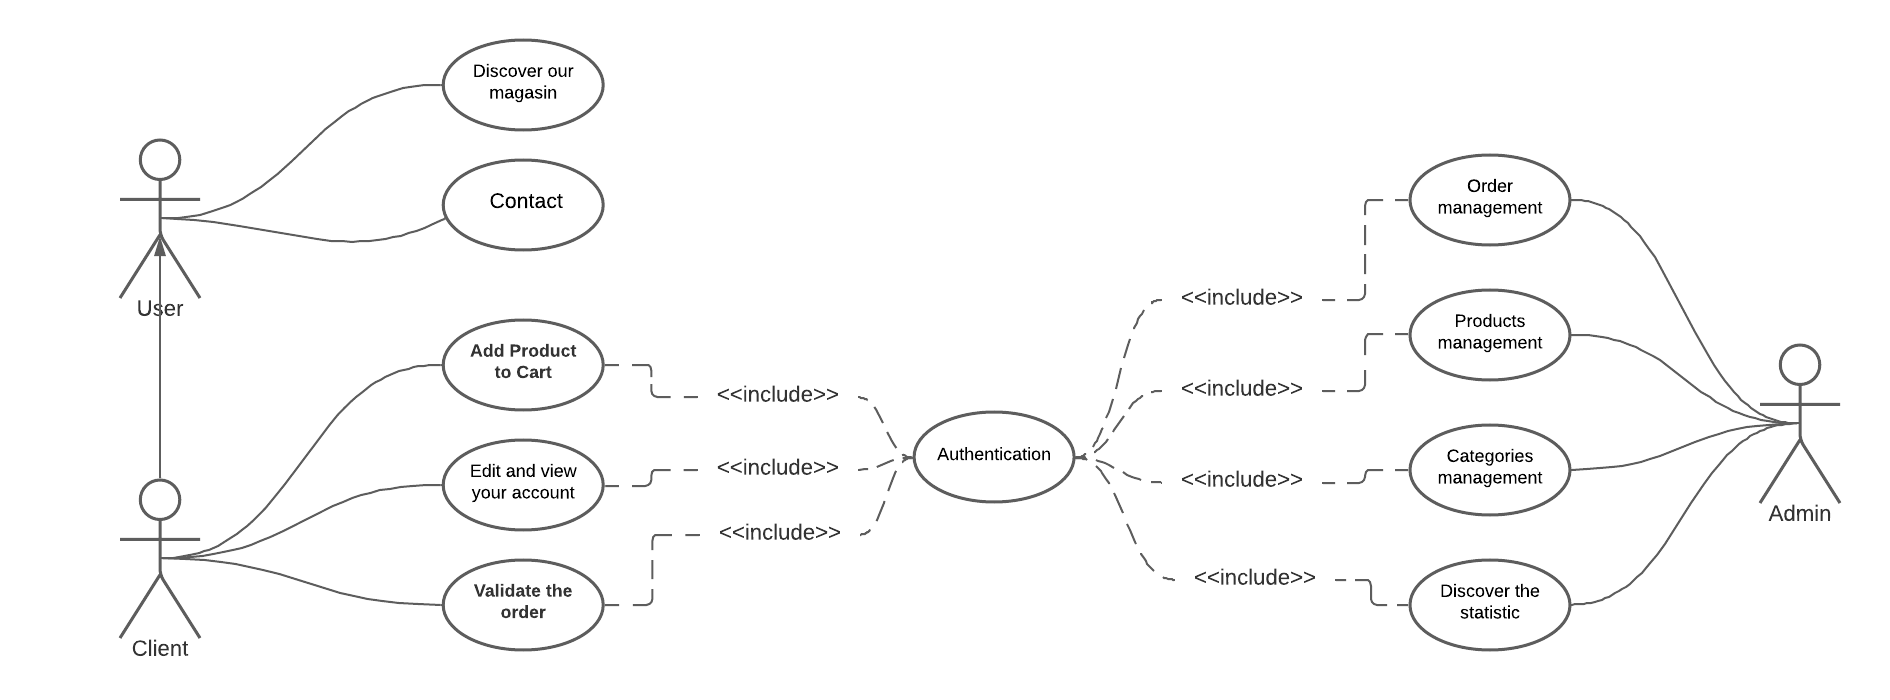 Discover our
magasin
Contact
User
Add Product
to Cart
<<include>>
Edit and view
your account
<<include>>
Validate the
order
<<include>>
Client
Authentication
Order
management
<<include>>
Products
management
<<include>>
Categories
management
<<include>>
Discover the
statistic
<<include>>
Admin